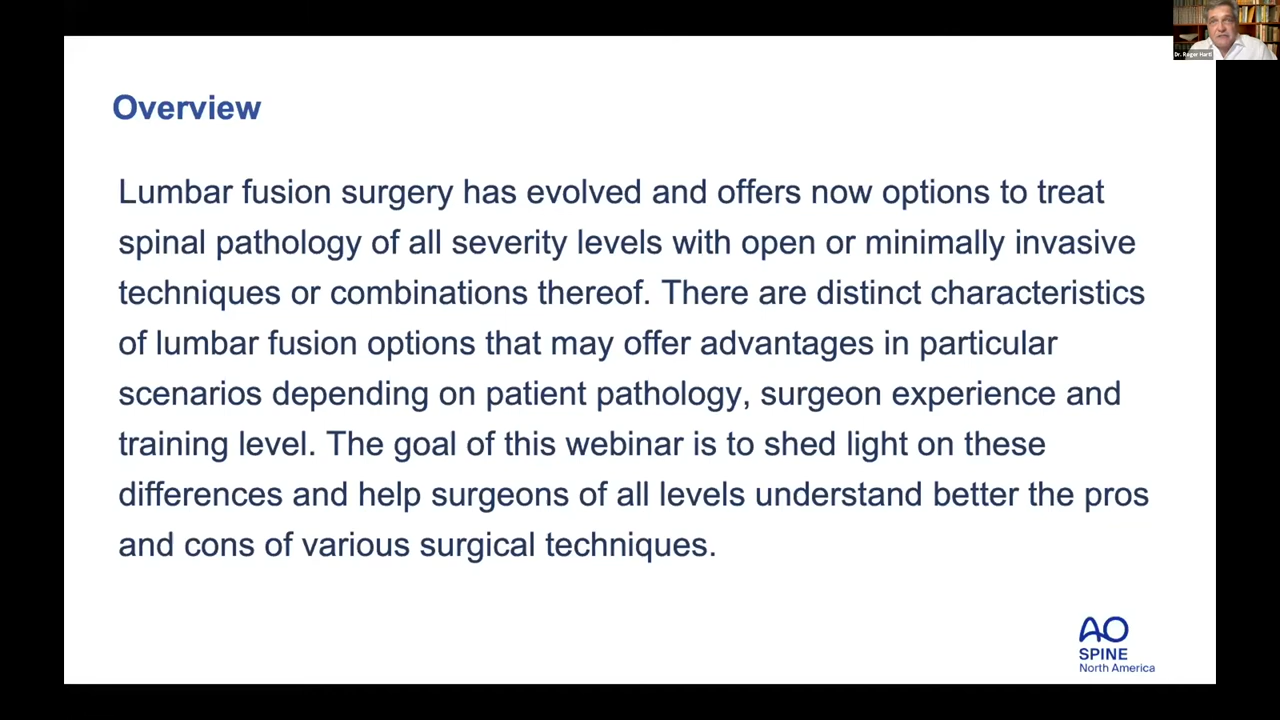 Dr. Roger Hartl
Overview
Lumbar fusion surgery has evolved and offers now options to treat
spinal pathology of all severity levels with open or minimally invasive
techniques or combinations thereof. There are distinct characteristics
of lumbar fusion options that may offer advantages in particular
scenarios depending on patient pathology, surgeon experience and
training level. The goal of this webinar is to shed light on these
differences and help surgeons of all levels understand better the pros
and cons of various surgical techniques.
AO
SPINE
North America